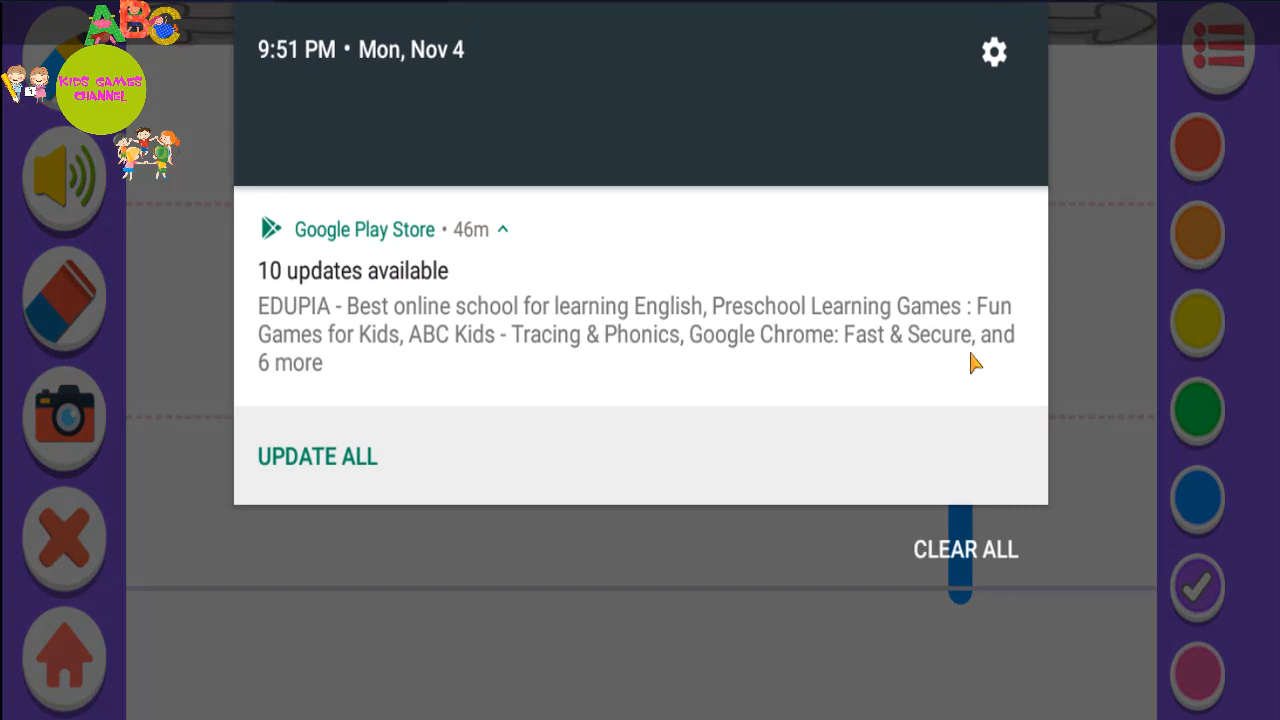 ABC
KIDS GAMES
CHANNEL
9:51 PM • Mon, Nov 4
Google Play Store • 46m
10 updates available
EDUPIA - Best online school for learning English, Preschool Learning Games : Fun
Games for Kids, ABC Kids - Tracing & Phonics, Google Chrome: Fast & Secure, and
6 more
UPDATE ALL
CLEAR ALL